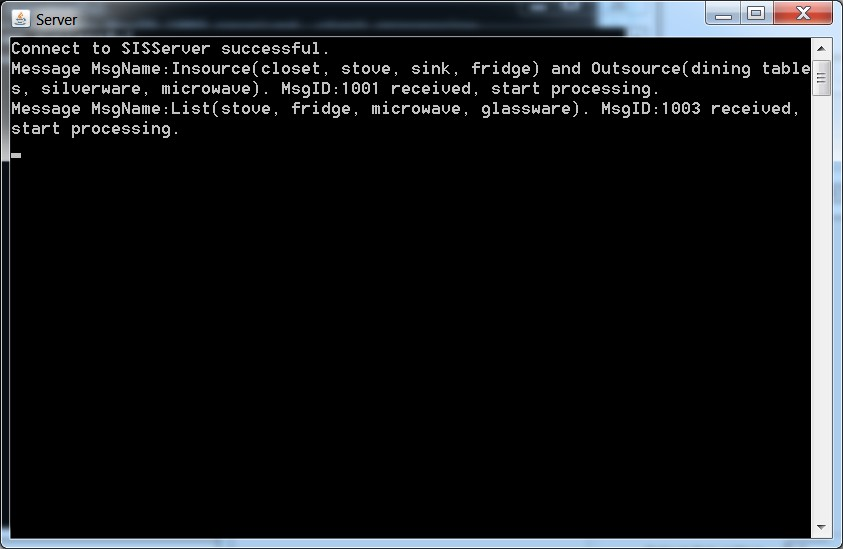 Server
Connect to SISServer successful.
Message MsgName:Insource(closet, stove, sink, fridge) and Outsource(dining table
s, silverware, microwave). MsgID:1001 received, start processing.
Message MsgName:List(stove, fridge, microwave, glassware). MsgID:1003 received,
start processing.